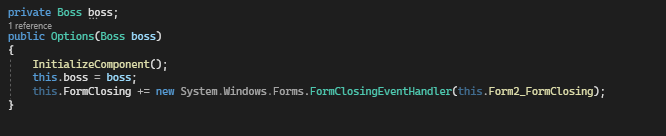 private Boss boss;
1 reference
public Options(Boss boss)
{
InitializeComponent();
this.boss = boss;
this.FormClosing += new System.Windows.Forms.FormClosingEventHandler(this.Form2_FormClosing);
}